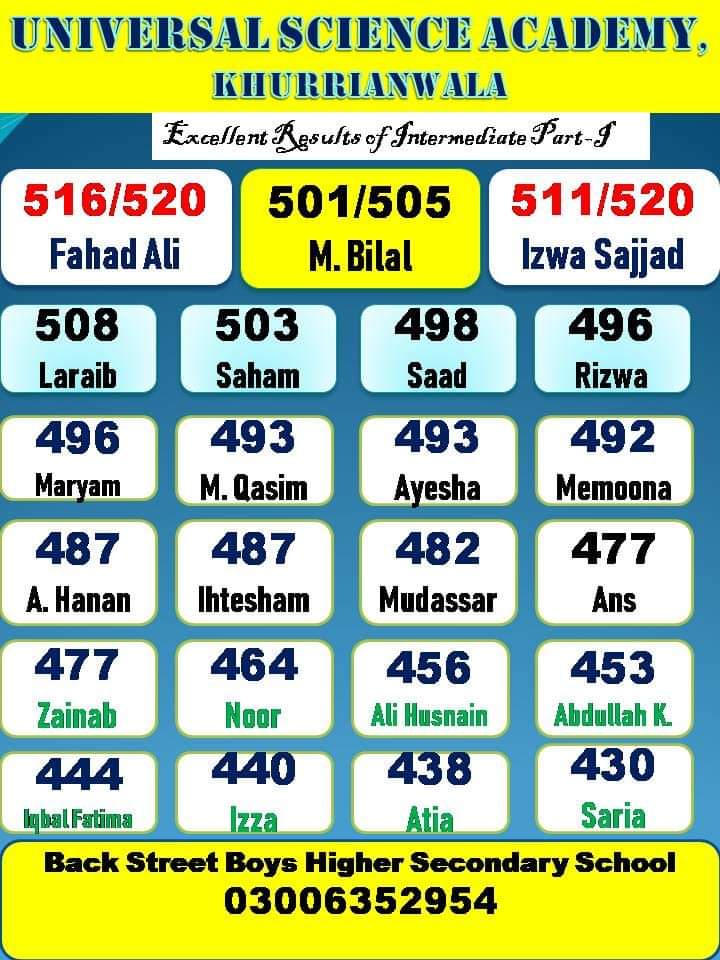 UNIVERSAL SCIENCE ACADEMY,
KHURRIANWALA
Excellent Results of Intermediate Part-I
516/520 501/505 511/520
Fahad Ali M. Bilal Izwa Sajjad
508 503 498 496
Laraib Saham Saad Rizwa
496 493 493 492
Maryam M. Qasim Ayesha Memoona
487 487 482 477
A. Hanan Ihtesham Mudassar Ans
477 464 456 453
Zainab Noor Ali Husnain Abdullah K.
444 440 438 430
Iqbal Fatima Izza Atia Saria
Back Street Boys Higher Secondary School
03006352954